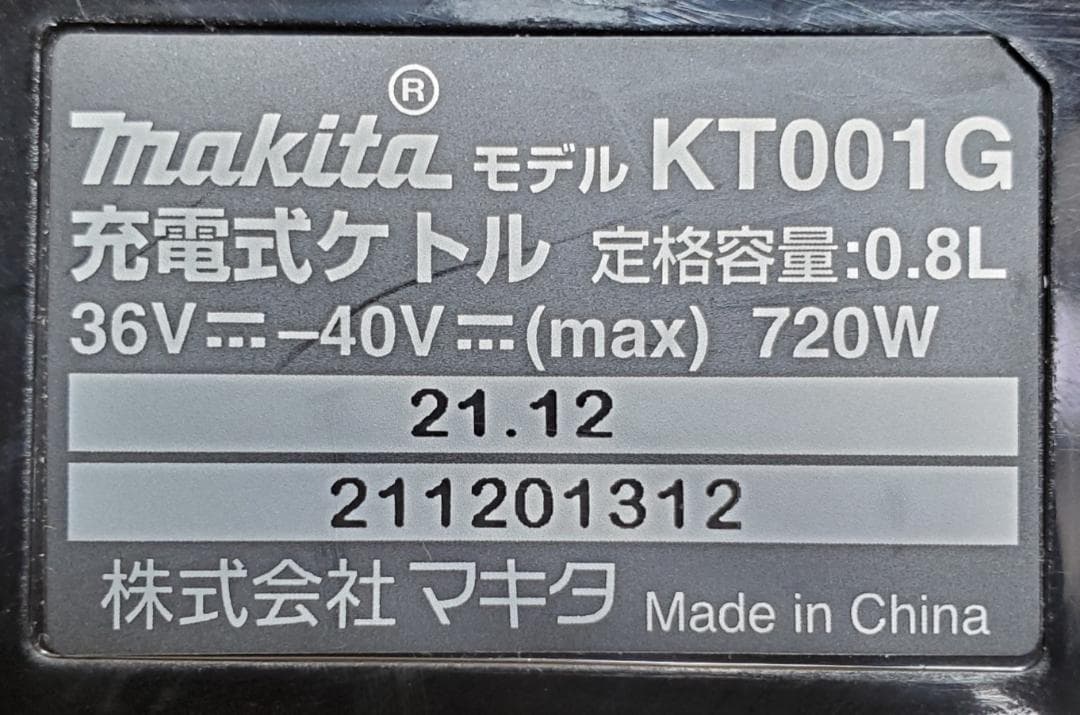 makita® モデル KT001G
充電式ケトル 定格容量:0.8L
36V⎓–40V⎓(max) 720W
21.12
211201312
株式会社マキタ Made in China